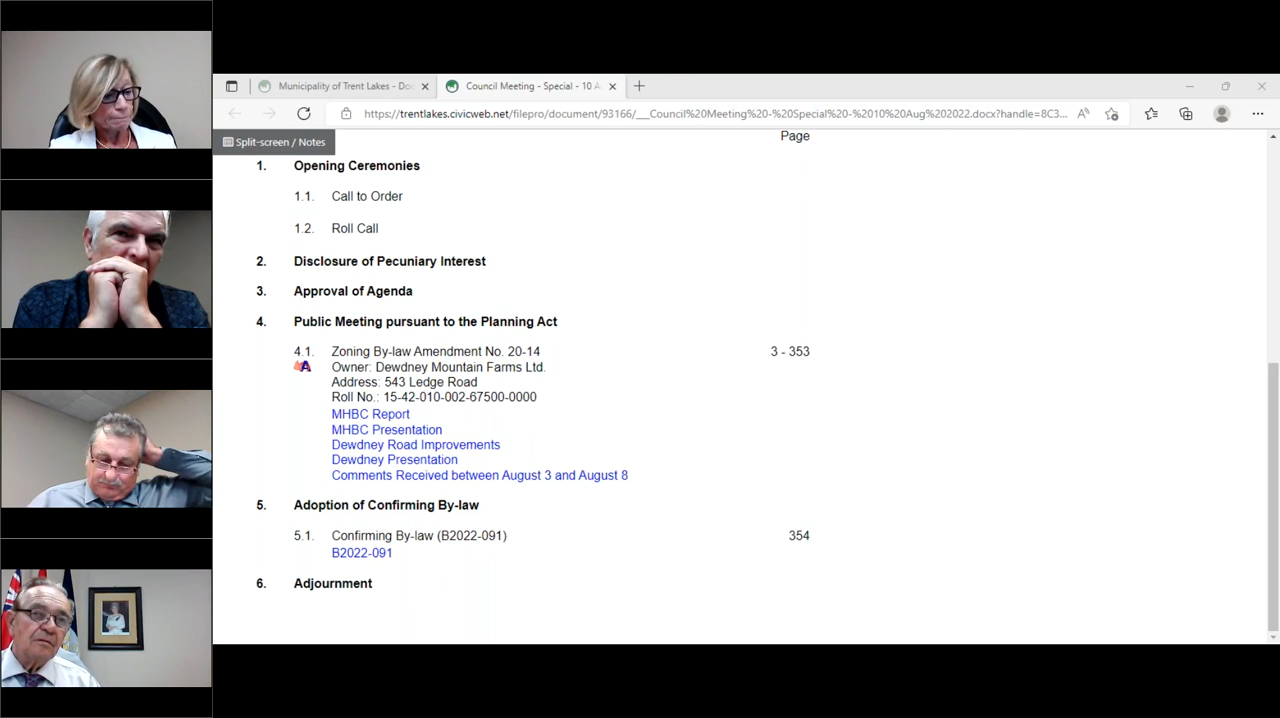 Municipality of Trent Lakes - Doc
Council Meeting - Special - 10 A
https://trentlakes.civicweb.net/filepro/document/93166/___Council%20Meeting%20-%20Special%20-%2010%20Aug%202022.docx?handle=8C3...
Split-screen / Notes
Page
1. Opening Ceremonies
1.1. Call to Order
1.2. Roll Call
2. Disclosure of Pecuniary Interest
3. Approval of Agenda
4. Public Meeting pursuant to the Planning Act
4.1. Zoning By-law Amendment No. 20-14 3 - 353
Owner: Dewdney Mountain Farms Ltd.
Address: 543 Ledge Road
Roll No.: 15-42-010-002-67500-0000
MHBC Report
MHBC Presentation
Dewdney Road Improvements
Dewdney Presentation
Comments Received between August 3 and August 8
5. Adoption of Confirming By-law
5.1. Confirming By-law (B2022-091) 354
B2022-091
6. Adjournment